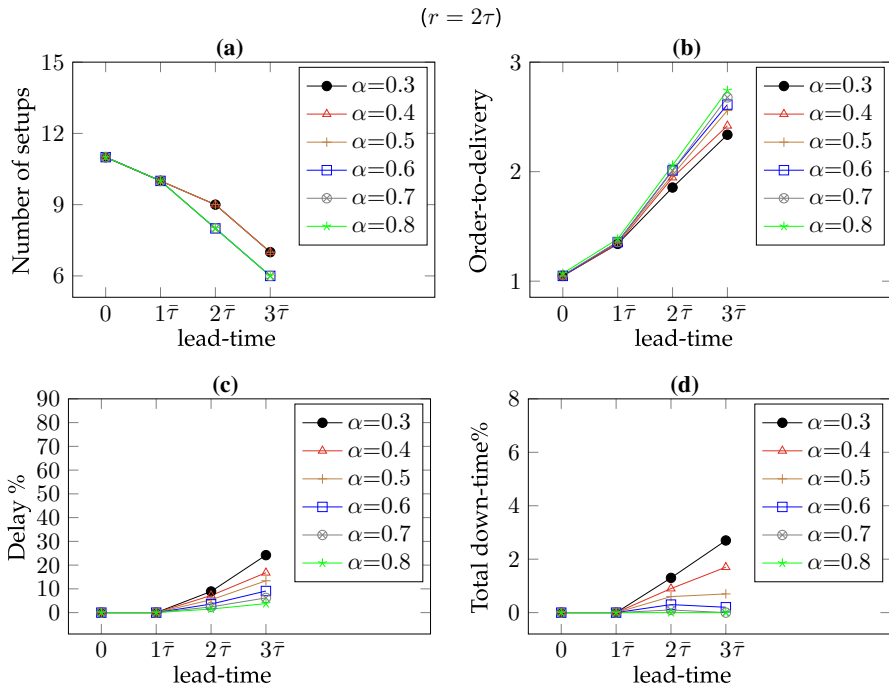 (r = 2τ)
(a)
Number of setups
15
12
9
6
0
1τ̄
2τ̄
3τ̄
lead-time
α=0.3
α=0.4
α=0.5
α=0.6
α=0.7
α=0.8
(b)
Order-to-delivery
3
2
1
0
1τ̄
2τ̄
3τ̄
lead-time
α=0.3
α=0.4
α=0.5
α=0.6
α=0.7
α=0.8
(c)
Delay %
90
80
70
60
50
40
30
20
10
0
0
1τ̄
2τ̄
3τ̄
lead-time
α=0.3
α=0.4
α=0.5
α=0.6
α=0.7
α=0.8
(d)
Total down-time%
8
6
4
2
0
0
1τ̄
2τ̄
3τ̄
lead-time
α=0.3
α=0.4
α=0.5
α=0.6
α=0.7
α=0.8